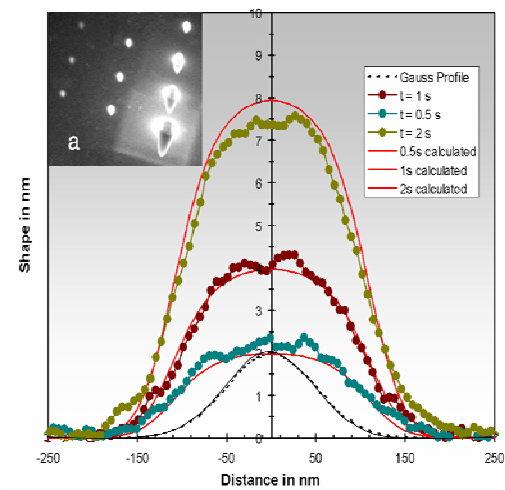 10
9
8
7
6
5
3
2
1
0
a
Gauss Profile
t = 1 s
t = 0.5 s
t = 2 s
0.5s calculated
1s calculated
2s calculated
Shape in nm
-250 -150 -50 50 150 250
Distance in nm